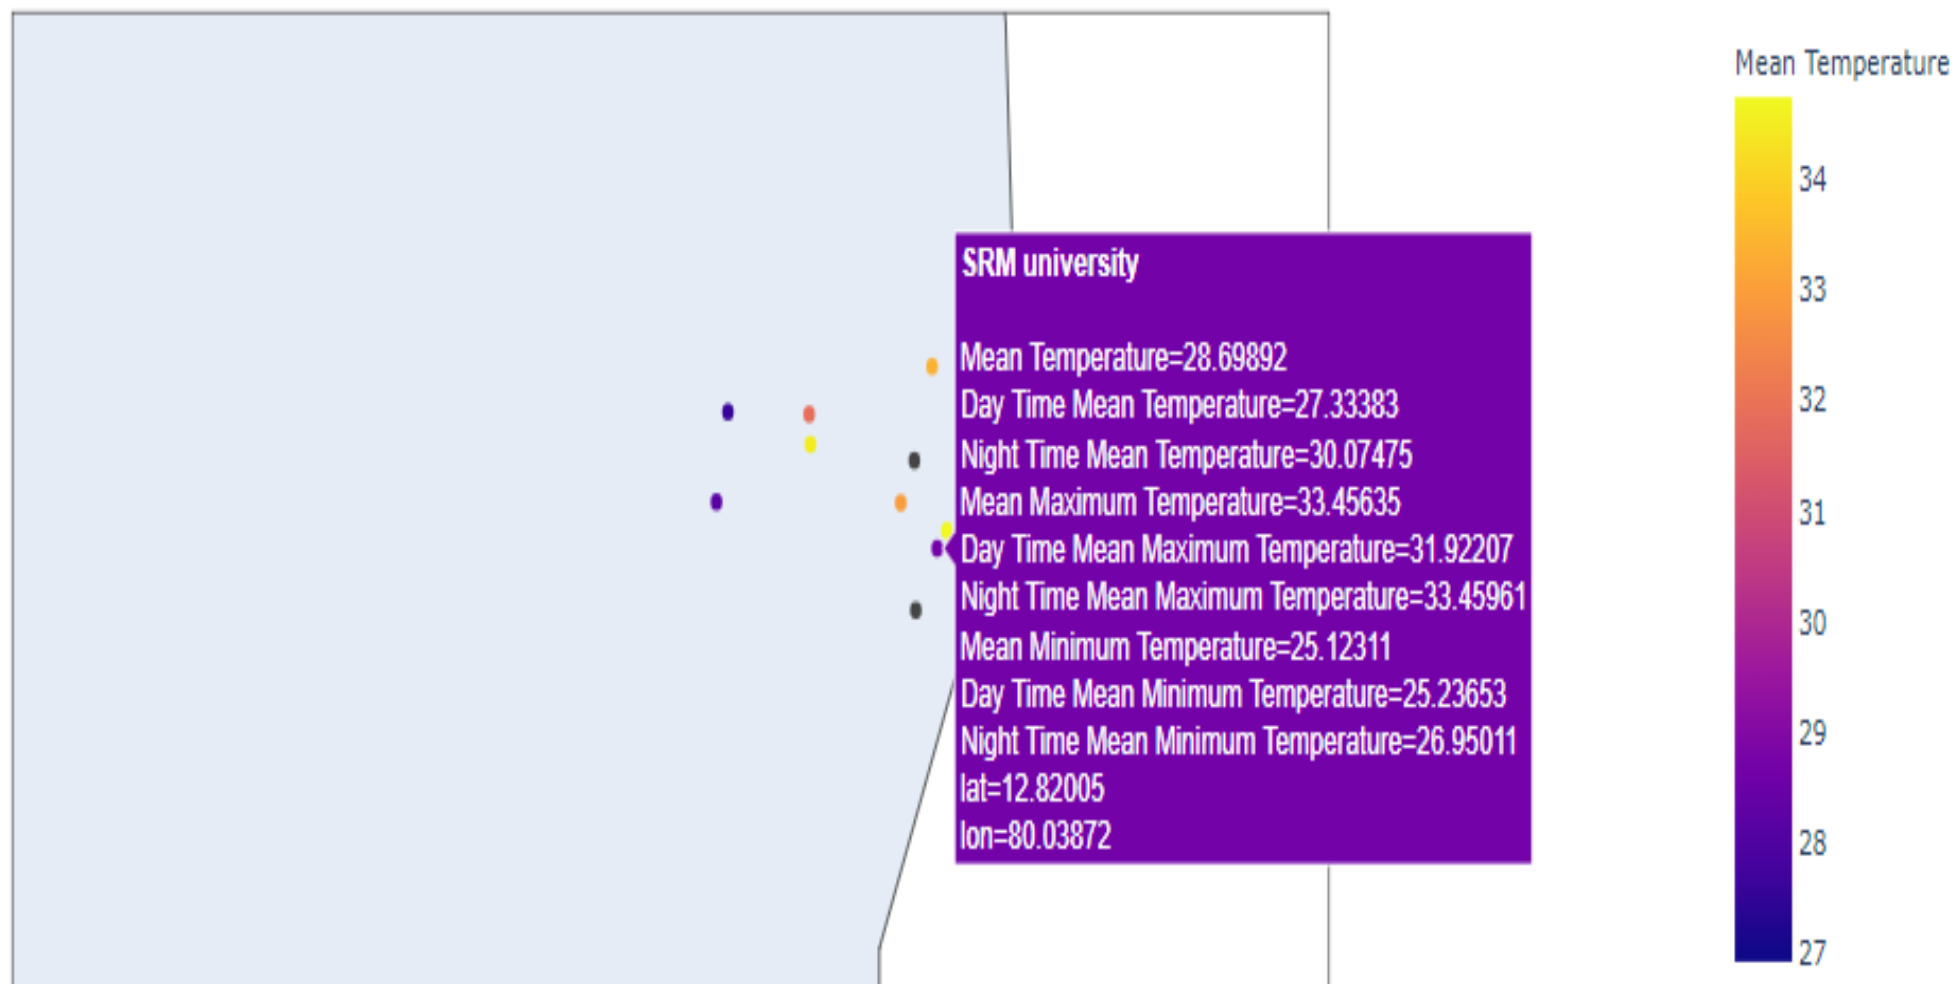 Mean Temperature
34
33
32
31
30
29
28
27
SRM university
Mean Temperature=28.69892
Day Time Mean Temperature=27.33383
Night Time Mean Temperature=30.07475
Mean Maximum Temperature=33.45635
Day Time Mean Maximum Temperature=31.92207
Night Time Mean Maximum Temperature=33.45961
Mean Minimum Temperature=25.12311
Day Time Mean Minimum Temperature=25.23653
Night Time Mean Minimum Temperature=26.95011
lat=12.82005
lon=80.03872